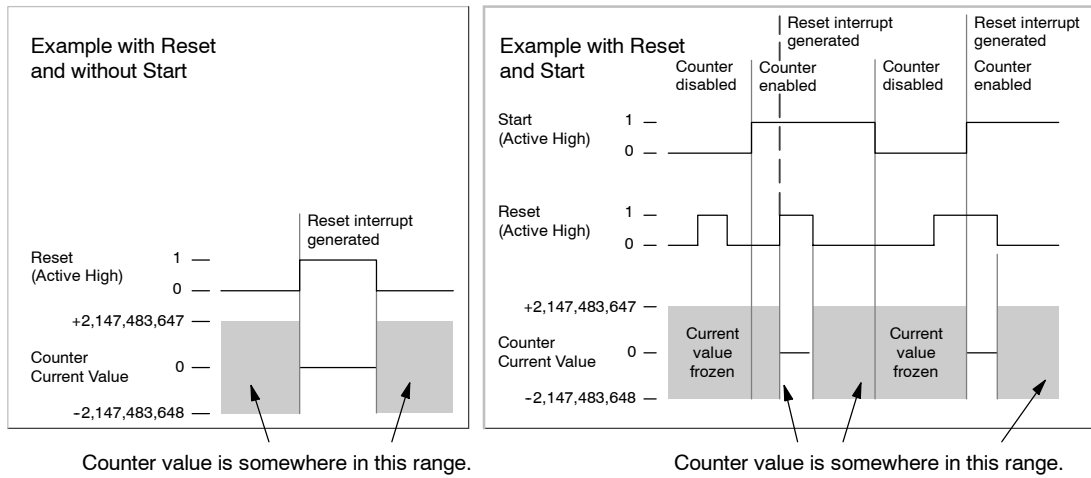 Example with Reset
and without Start
Reset interrupt
generated
Reset
(Active High)
1
0
+2,147,483,647
Counter
Current Value
0
-2,147,483,648
Counter value is somewhere in this range.
Example with Reset
and Start
Reset interrupt
generated
Reset interrupt
generated
Counter
disabled
Counter
enabled
Counter
disabled
Counter
enabled
Start
(Active High)
1
0
Reset
(Active High)
1
0
+2,147,483,647
Counter
Current Value
0
-2,147,483,648
Current
value
frozen
Current
value
frozen
Counter value is somewhere in this range.